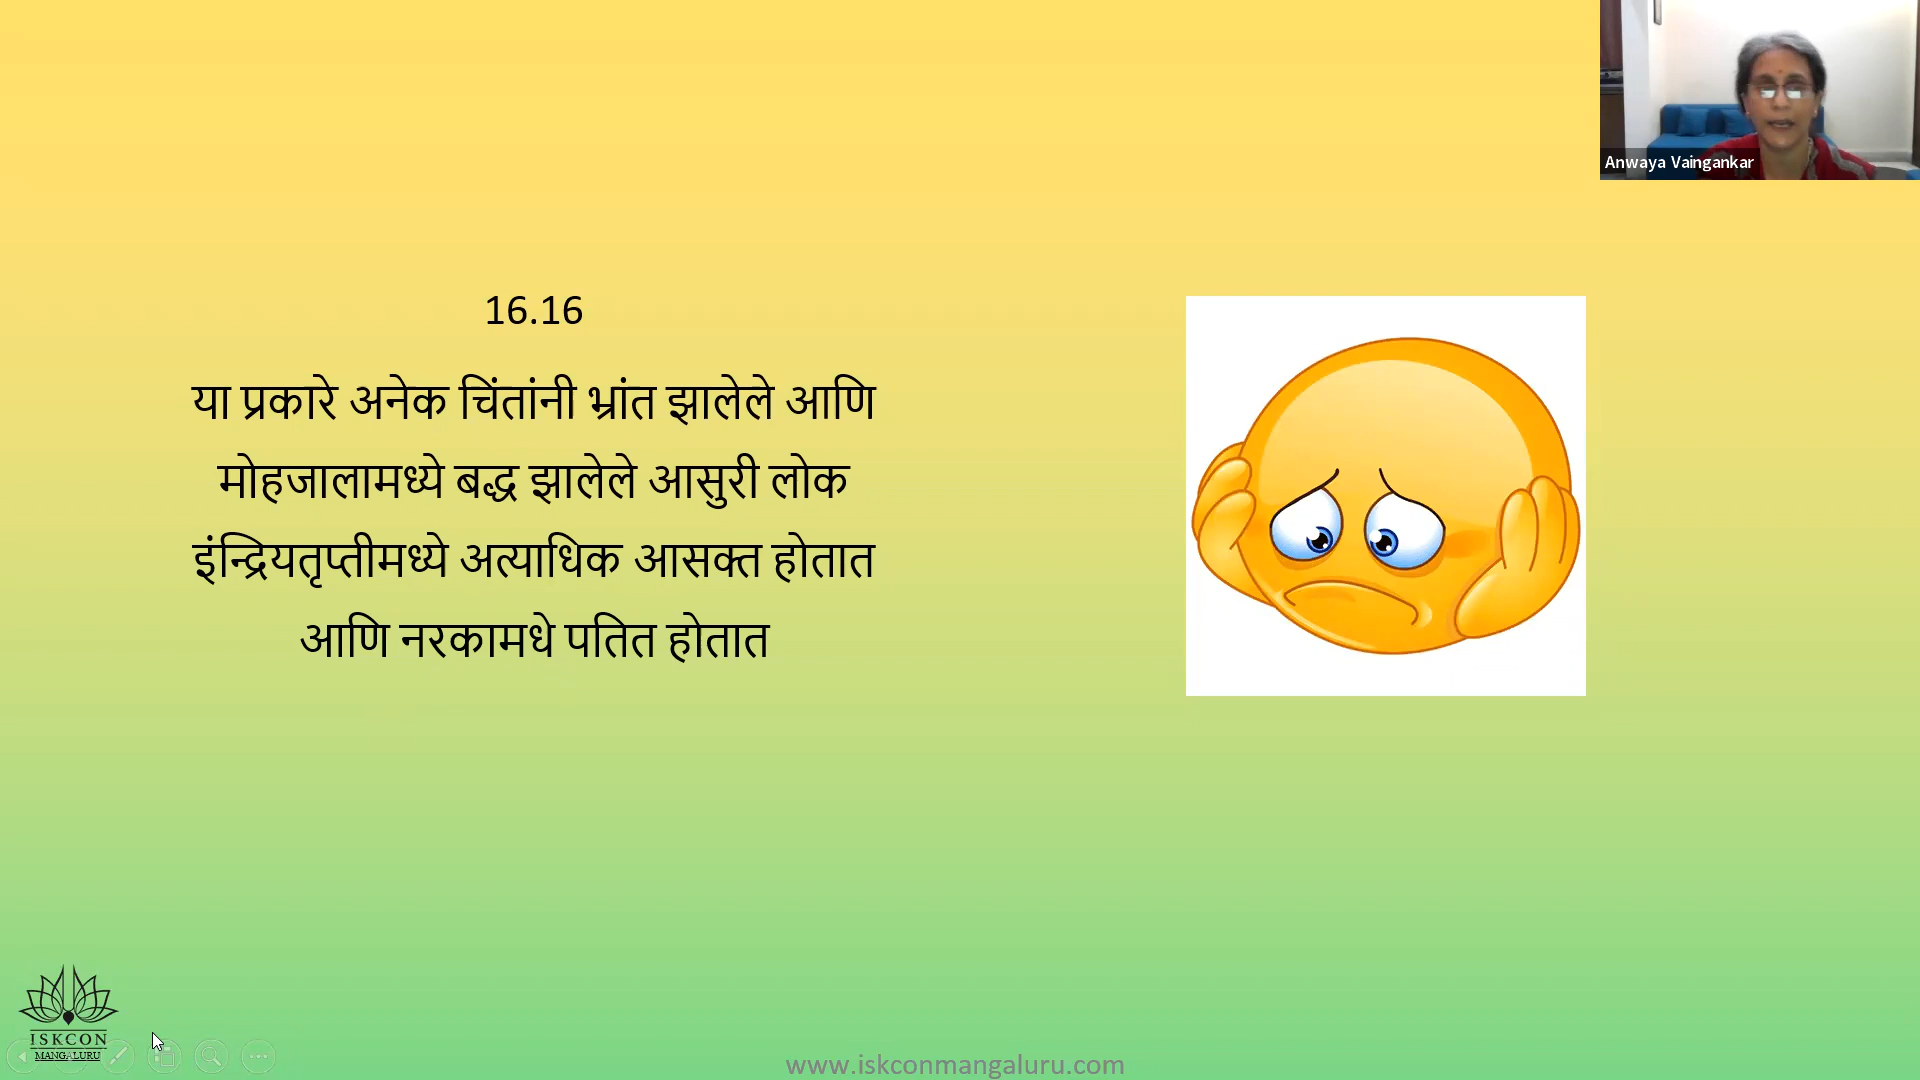 Anwaya Vaingankar
16.16
या प्रकारे अनेक चिंतांनी भ्रांत झालेले आणि
मोहजालामध्ये बद्ध झालेले आसुरी लोक
इंन्द्रियतृप्तीमध्ये अत्याधिक आसक्त होतात
आणि नरकामधे पतित होतात
ISKCON
MANGALURU
www.iskconmangaluru.com